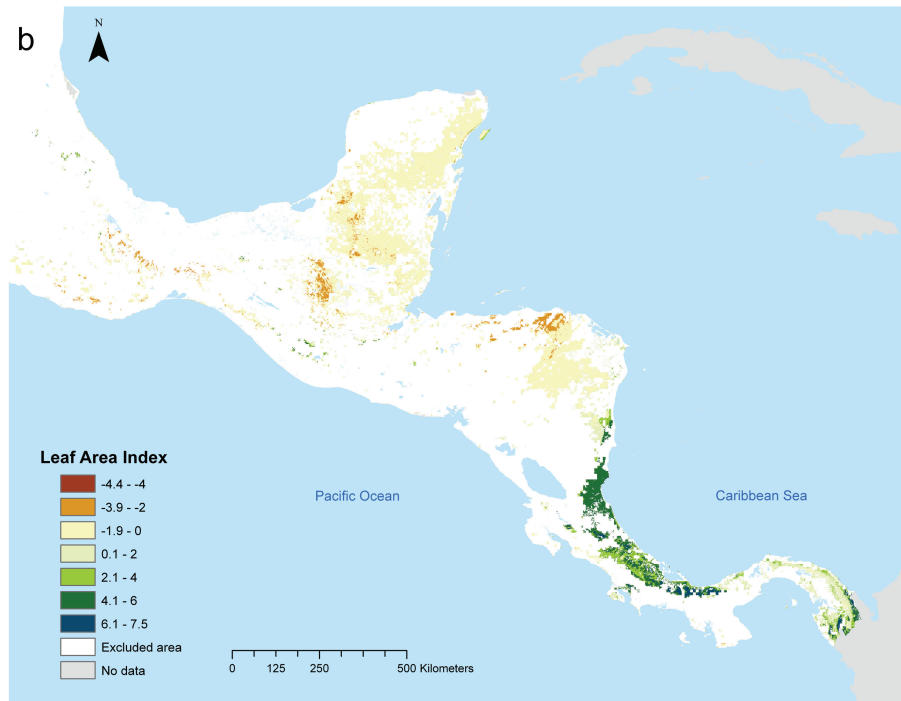 b
N
Leaf Area Index
-4.4 - -4
-3.9 - -2
-1.9 - 0
0.1 - 2
2.1 - 4
4.1 - 6
6.1 - 7.5
Excluded area
No data
Pacific Ocean
Caribbean Sea
0 125 250 500 Kilometers